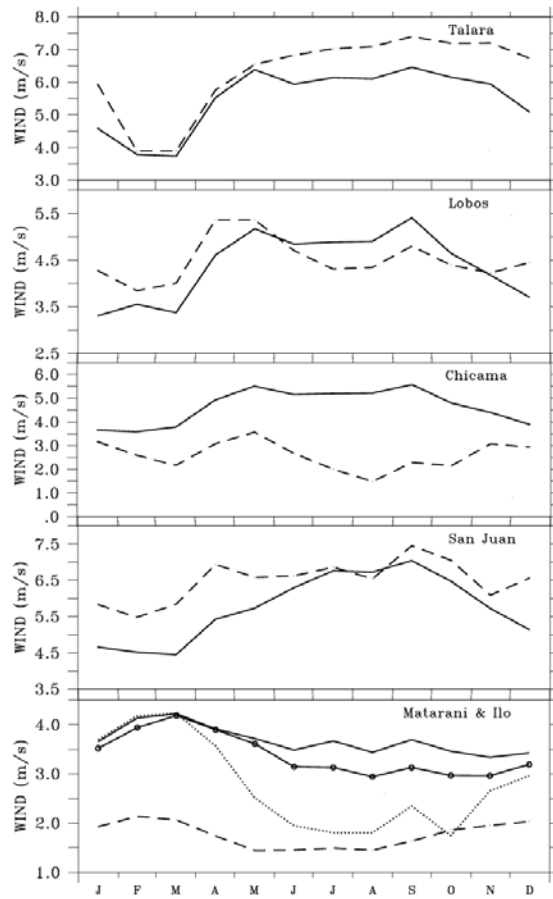 Talara
WIND (m/s)
8.0
7.0
6.0
5.0
4.0
3.0
Lobos
WIND (m/s)
5.5
4.5
3.5
2.5
Chicama
WIND (m/s)
6.0
5.0
4.0
3.0
2.0
1.0
.0
San Juan
WIND (m/s)
7.5
6.5
5.5
4.5
3.5
Matarani & Ilo
WIND (m/s)
4.0
3.0
2.0
1.0
J F M A M J J A S O N D